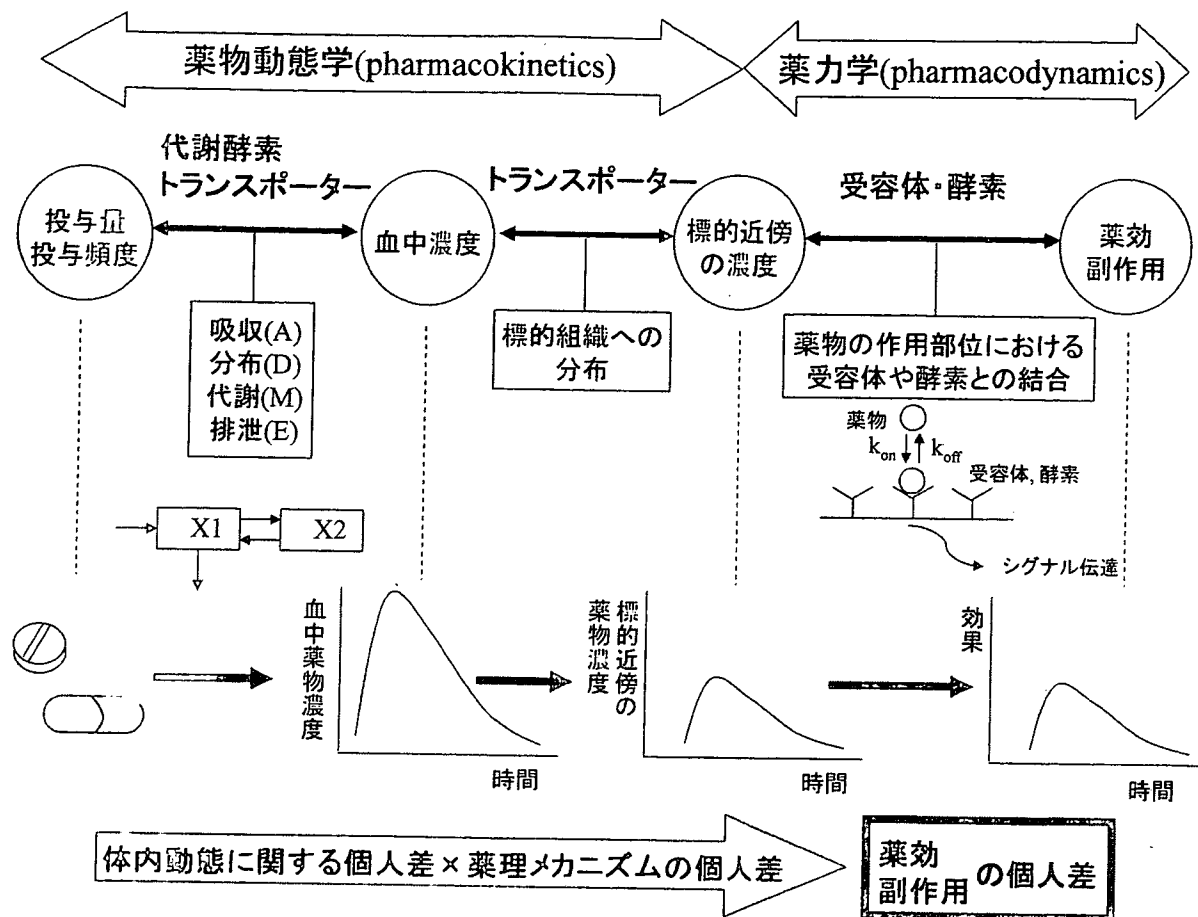 薬物動態学(pharmacokinetics)
薬力学(pharmacodynamics)
代謝酵素
トランスポーター
トランスポーター
受容体・酵素
投与量
投与頻度
血中濃度
標的近傍
の濃度
薬効
副作用
吸収(A)
分布(D)
代謝(M)
排泄(E)
標的組織への
分布
薬物の作用部位における
受容体や酵素との結合
薬物
kon
koff
受容体, 酵素
シグナル伝達
X1
X2
血中薬物濃度
時間
標的近傍の
薬物濃度
時間
効果
時間
体内動態に関する個人差×薬理メカニズムの個人差
薬効
副作用
の個人差